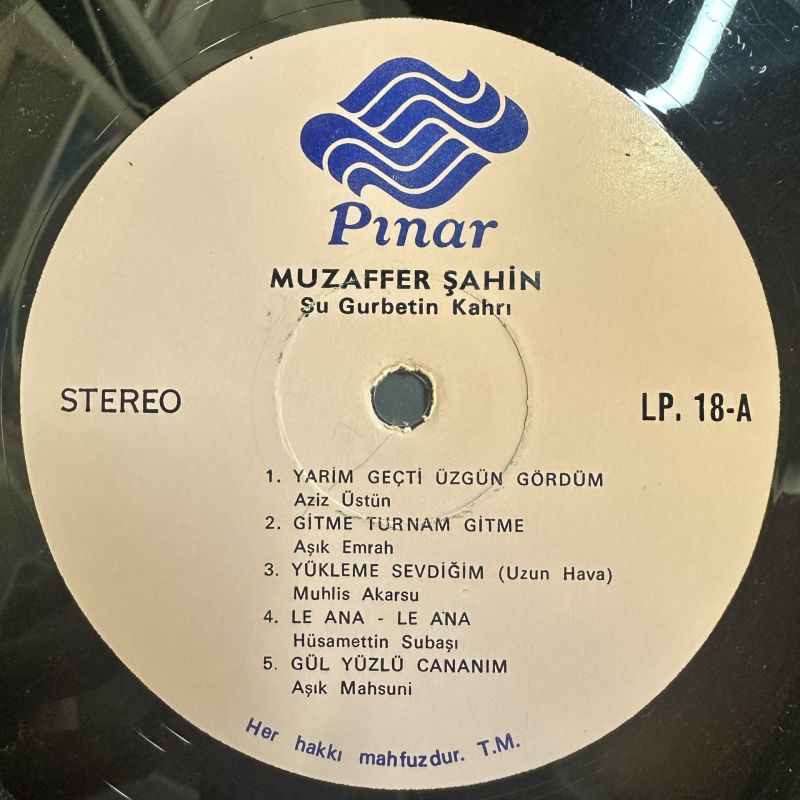 Pınar
MUZAFFER ŞAHİN
Şu Gurbetin Kahrı
STEREO
LP. 18-A
1. YARİM GEÇTİ ÜZGÜN GÖRDÜM
Aziz Üstün
2. GİTME TURNAM GİTME
Aşık Emrah
3. YÜKLEME SEVDİĞİM (Uzun Hava)
Muhlis Akarsu
4. LE ANA - LE ANA
Hüsamettin Subaşı
5. GÜL YÜZLÜ CANANIM
Aşık Mahsuni
Her hakkı mahfuzdur. T.M.